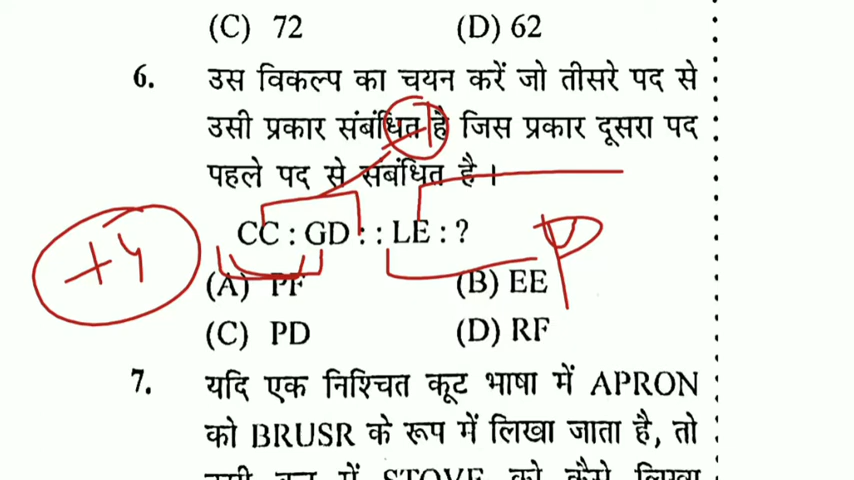 (C) 72 (D) 62
6. उस विकल्प का चयन करें जो तीसरे पद से
उसी प्रकार संबंधित है जिस प्रकार दूसरा पद
पहले पद से संबंधित है ।
CC : GD : : LE : ?
+4
P
(A) PF (B) EE
(C) PD (D) RF
7. यदि एक निश्चित कूट भाषा में APRON
को BRUSR के रूप में लिखा जाता है, तो
में STOVE को कैसे लिखा